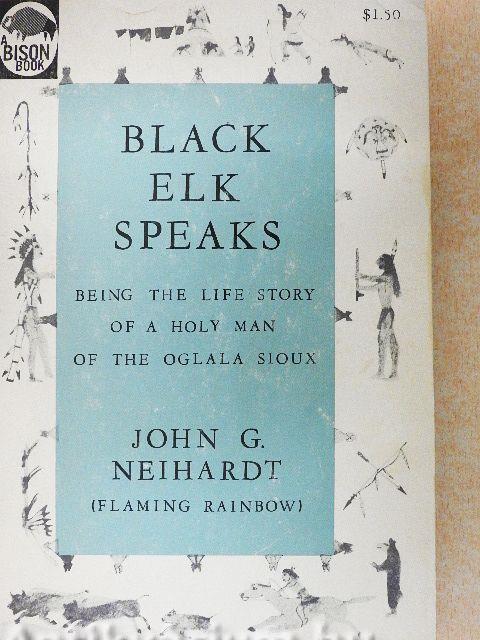 A
BISON
BOOK
$1.50
BLACK
ELK
SPEAKS
BEING THE LIFE STORY
OF A HOLY MAN
OF THE OGLALA SIOUX
JOHN G.
NEIHARDT
(FLAMING RAINBOW)